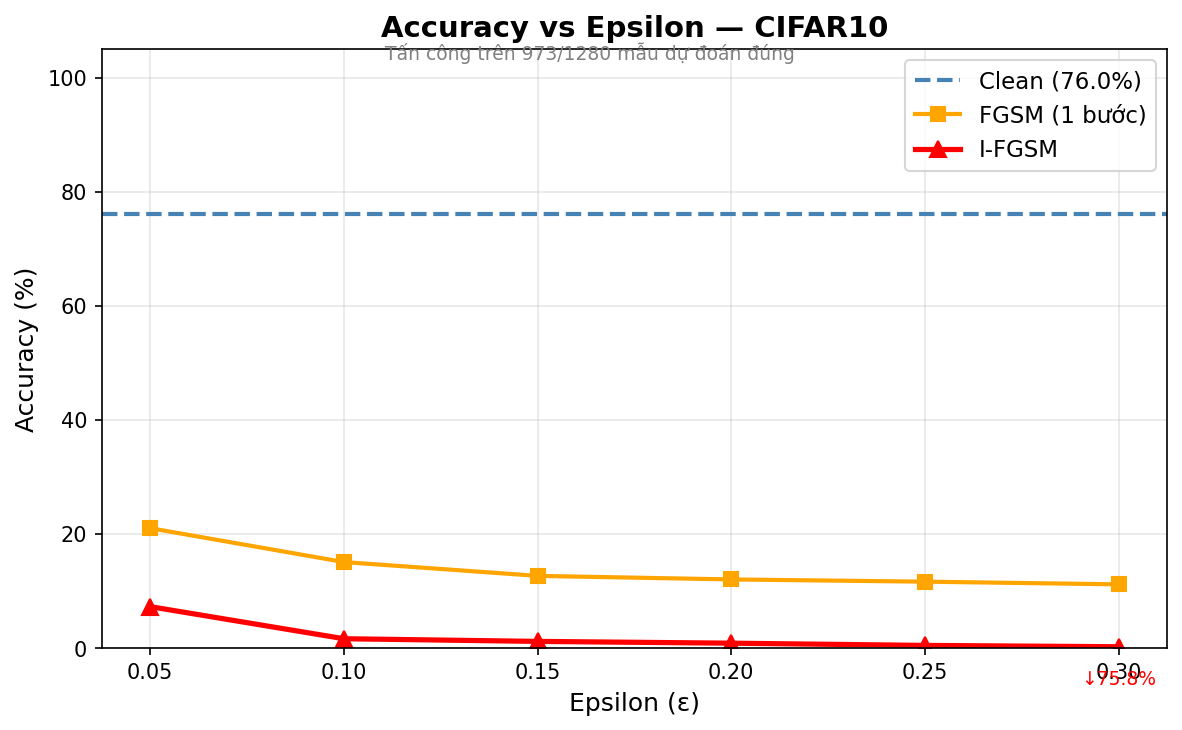 Accuracy vs Epsilon — CIFAR10
Tấn công trên 973/1280 mẫu dự đoán đúng
Clean (76.0%)
FGSM (1 bước)
I-FGSM
Accuracy (%)
100
80
60
40
20
0
0.05 0.10 0.15 0.20 0.25 0.30
↓75.8%
Epsilon (ε)